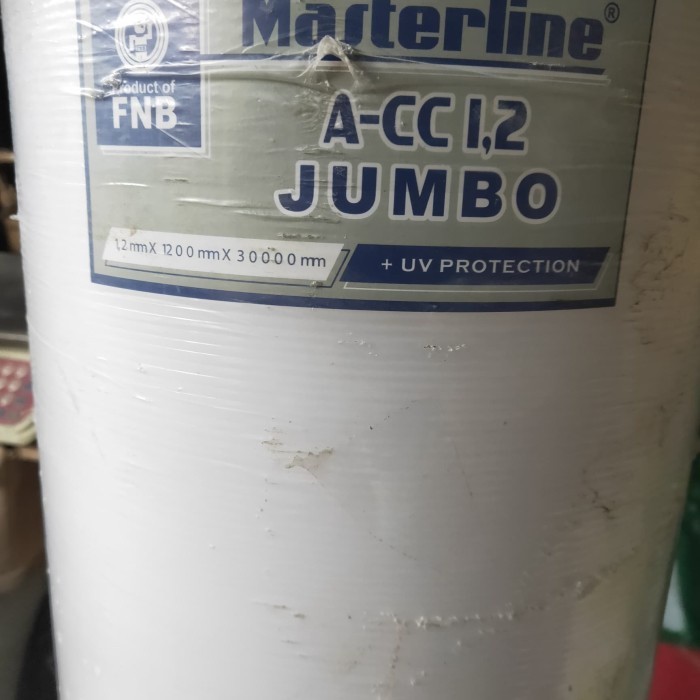 Masterline®
Product of
FNB
A-CC 1,2
JUMBO
1,2 mm X 1200 mm X 30000 mm
+ UV PROTECTION